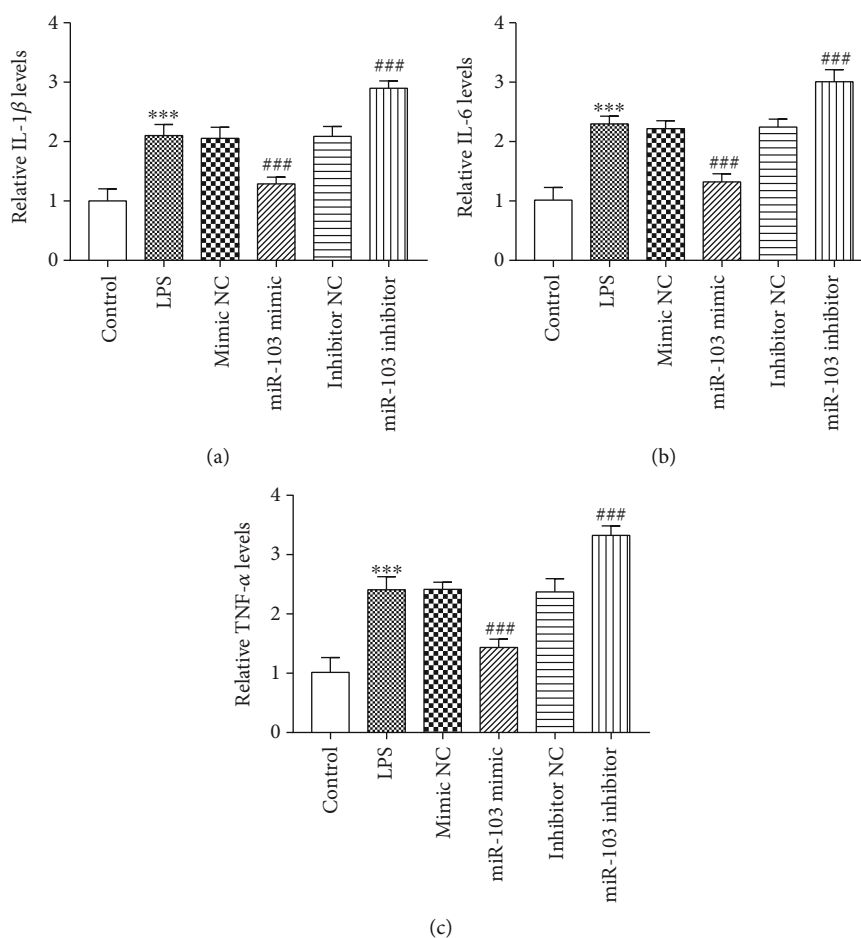 Relative IL-1β levels
4
3
2
1
0
***
###
###
Control
LPS
Mimic NC
miR-103 mimic
Inhibitor NC
miR-103 inhibitor
(a)
Relative IL-6 levels
4
3
2
1
0
***
###
###
Control
LPS
Mimic NC
miR-103 mimic
Inhibitor NC
miR-103 inhibitor
(b)
Relative TNF-α levels
4
3
2
1
0
***
###
###
Control
LPS
Mimic NC
miR-103 mimic
Inhibitor NC
miR-103 inhibitor
(c)